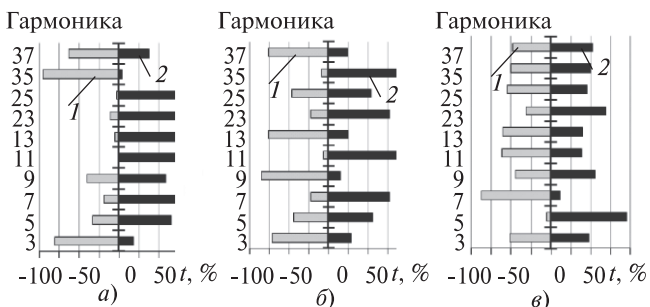 Гармоника Гармоника Гармоника
37 37 37
35 35 35
25 25 25
23 23 23
13 13 13
11 11 11
9 9 9
7 7 7
5 5 5
3 3 3
1 2 1 2 1 2
-100 -50 0 50 t, % -100 -50 0 50 t, % -100 -50 0 50 t, %
а) б) в)